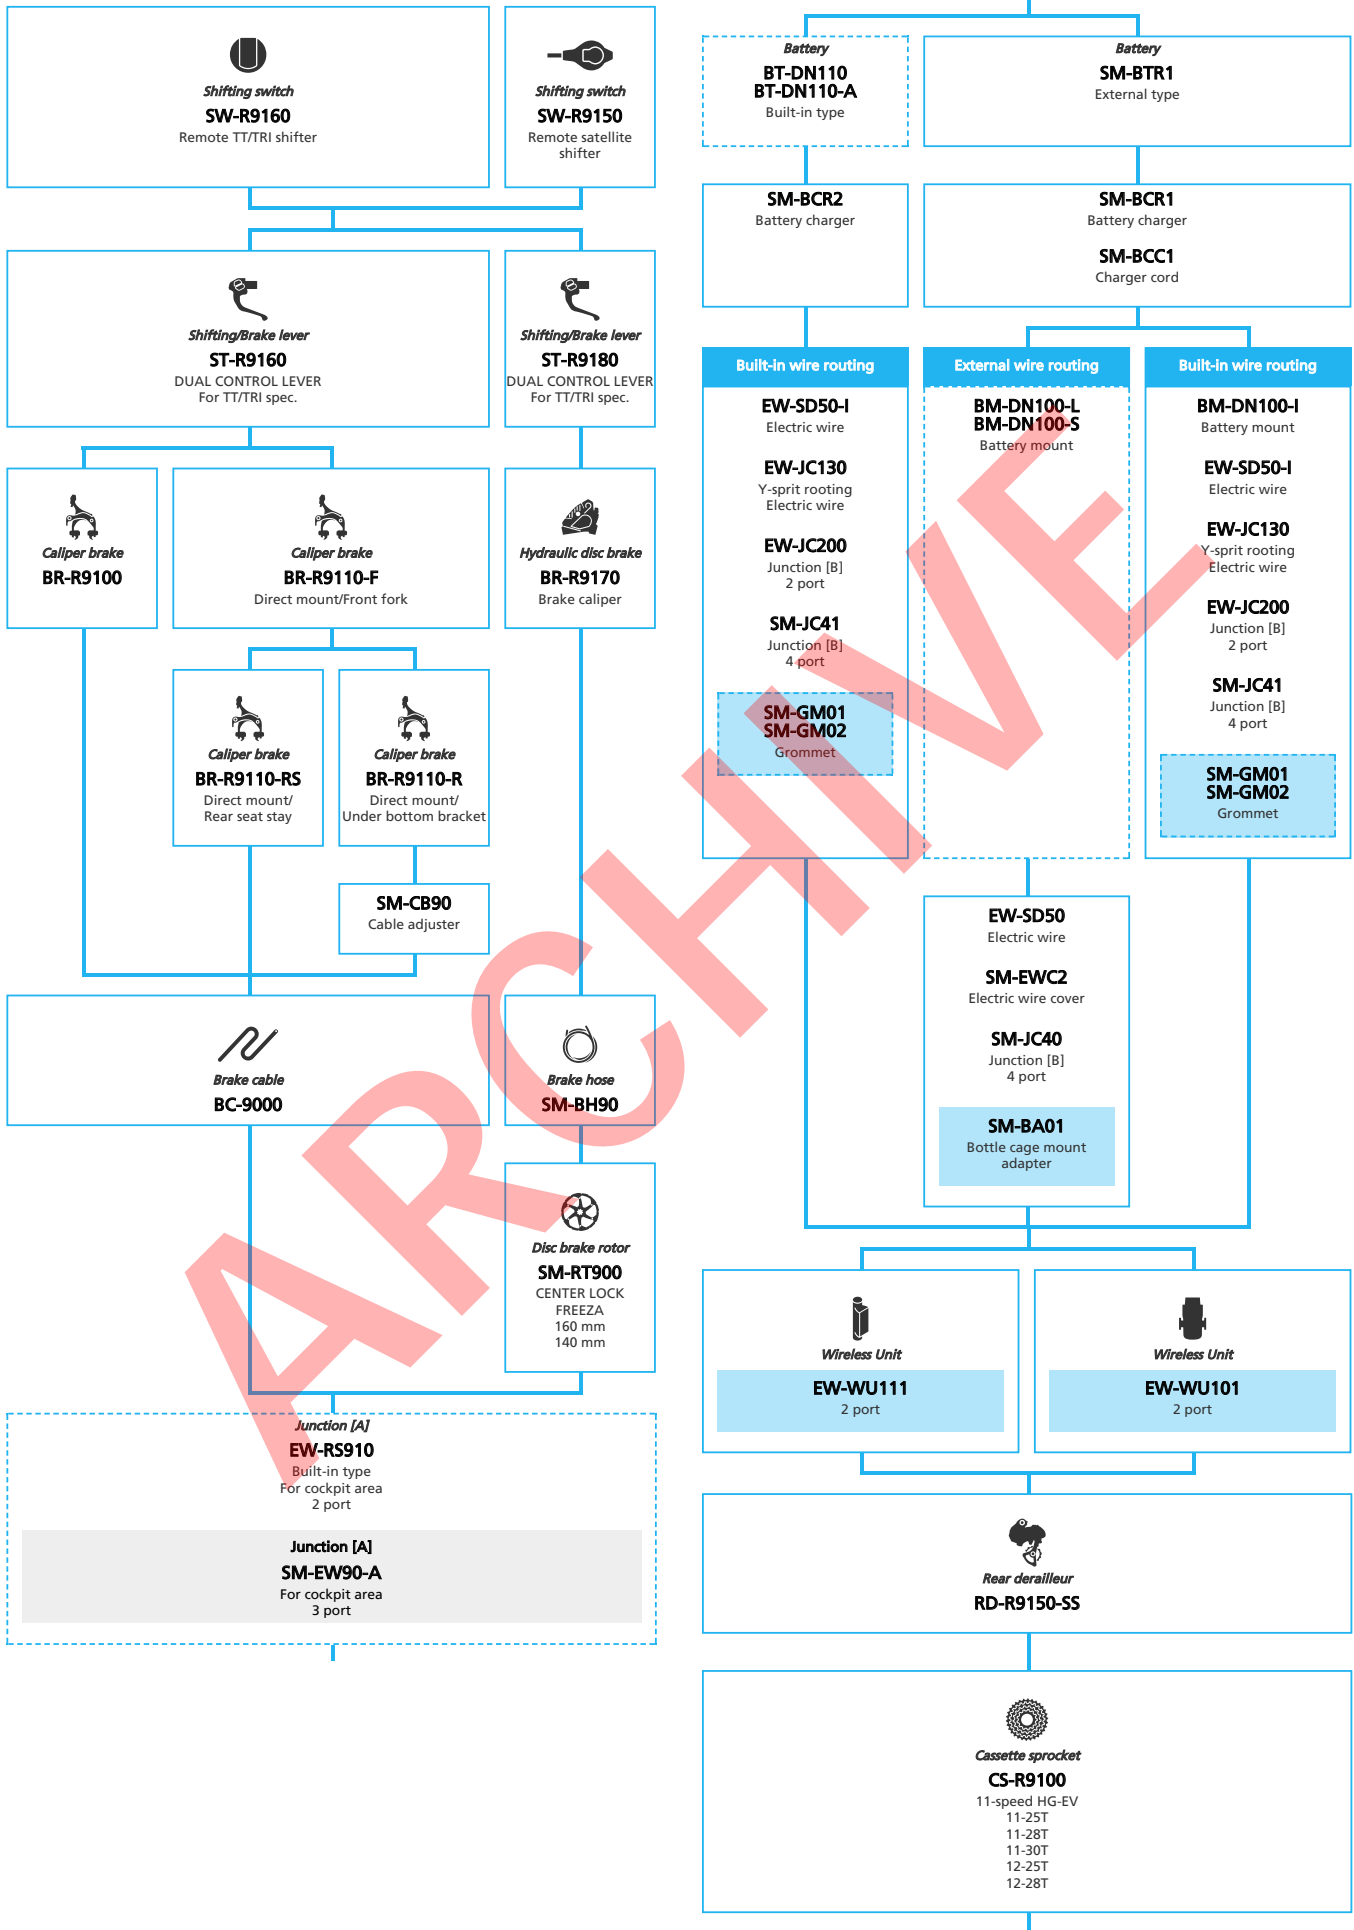 Shifting switch
SW-R9160
Remote TT/TRI shifter
Shifting switch
SW-R9150
Remote satellite
shifter
Shifting/Brake lever
ST-R9160
DUAL CONTROL LEVER
For TT/TRI spec.
Shifting/Brake lever
ST-R9180
DUAL CONTROL LEVER
For TT/TRI spec.
Caliper brake
BR-R9100
Caliper brake
BR-R9110-F
Direct mount/Front fork
Hydraulic disc brake
BR-R9170
Brake caliper
Caliper brake
BR-R9110-RS
Direct mount/
Rear seat stay
Caliper brake
BR-R9110-R
Direct mount/
Under bottom bracket
SM-CB90
Cable adjuster
Brake cable
BC-9000
Brake hose
SM-BH90
Disc brake rotor
SM-RT900
CENTER LOCK
FREEZA
160 mm
140 mm
Junction [A]
EW-RS910
Built-in type
For cockpit area
2 port
Junction [A]
SM-EW90-A
For cockpit area
3 port
Battery
BT-DN110
BT-DN110-A
Built-in type
Battery
SM-BTR1
External type
SM-BCR2
Battery charger
SM-BCR1
Battery charger
SM-BCC1
Charger cord
Built-in wire routing
EW-SD50-I
Electric wire
EW-JC130
Y-sprit rooting
Electric wire
EW-JC200
Junction [B]
2 port
SM-JC41
Junction [B]
4 port
SM-GM01
SM-GM02
Grommet
External wire routing
BM-DN100-L
BM-DN100-S
Battery mount
Built-in wire routing
BM-DN100-I
Battery mount
EW-SD50-I
Electric wire
EW-JC130
Y-sprit rooting
Electric wire
EW-JC200
Junction [B]
2 port
SM-JC41
Junction [B]
4 port
SM-GM01
SM-GM02
Grommet
EW-SD50
Electric wire
SM-EWC2
Electric wire cover
SM-JC40
Junction [B]
4 port
SM-BA01
Bottle cage mount
adapter
Wireless Unit
EW-WU111
2 port
Wireless Unit
EW-WU101
2 port
Rear derailleur
RD-R9150-SS
Cassette sprocket
CS-R9100
11-speed HG-EV
11-25T
11-28T
11-30T
12-25T
12-28T
ARCHIVE